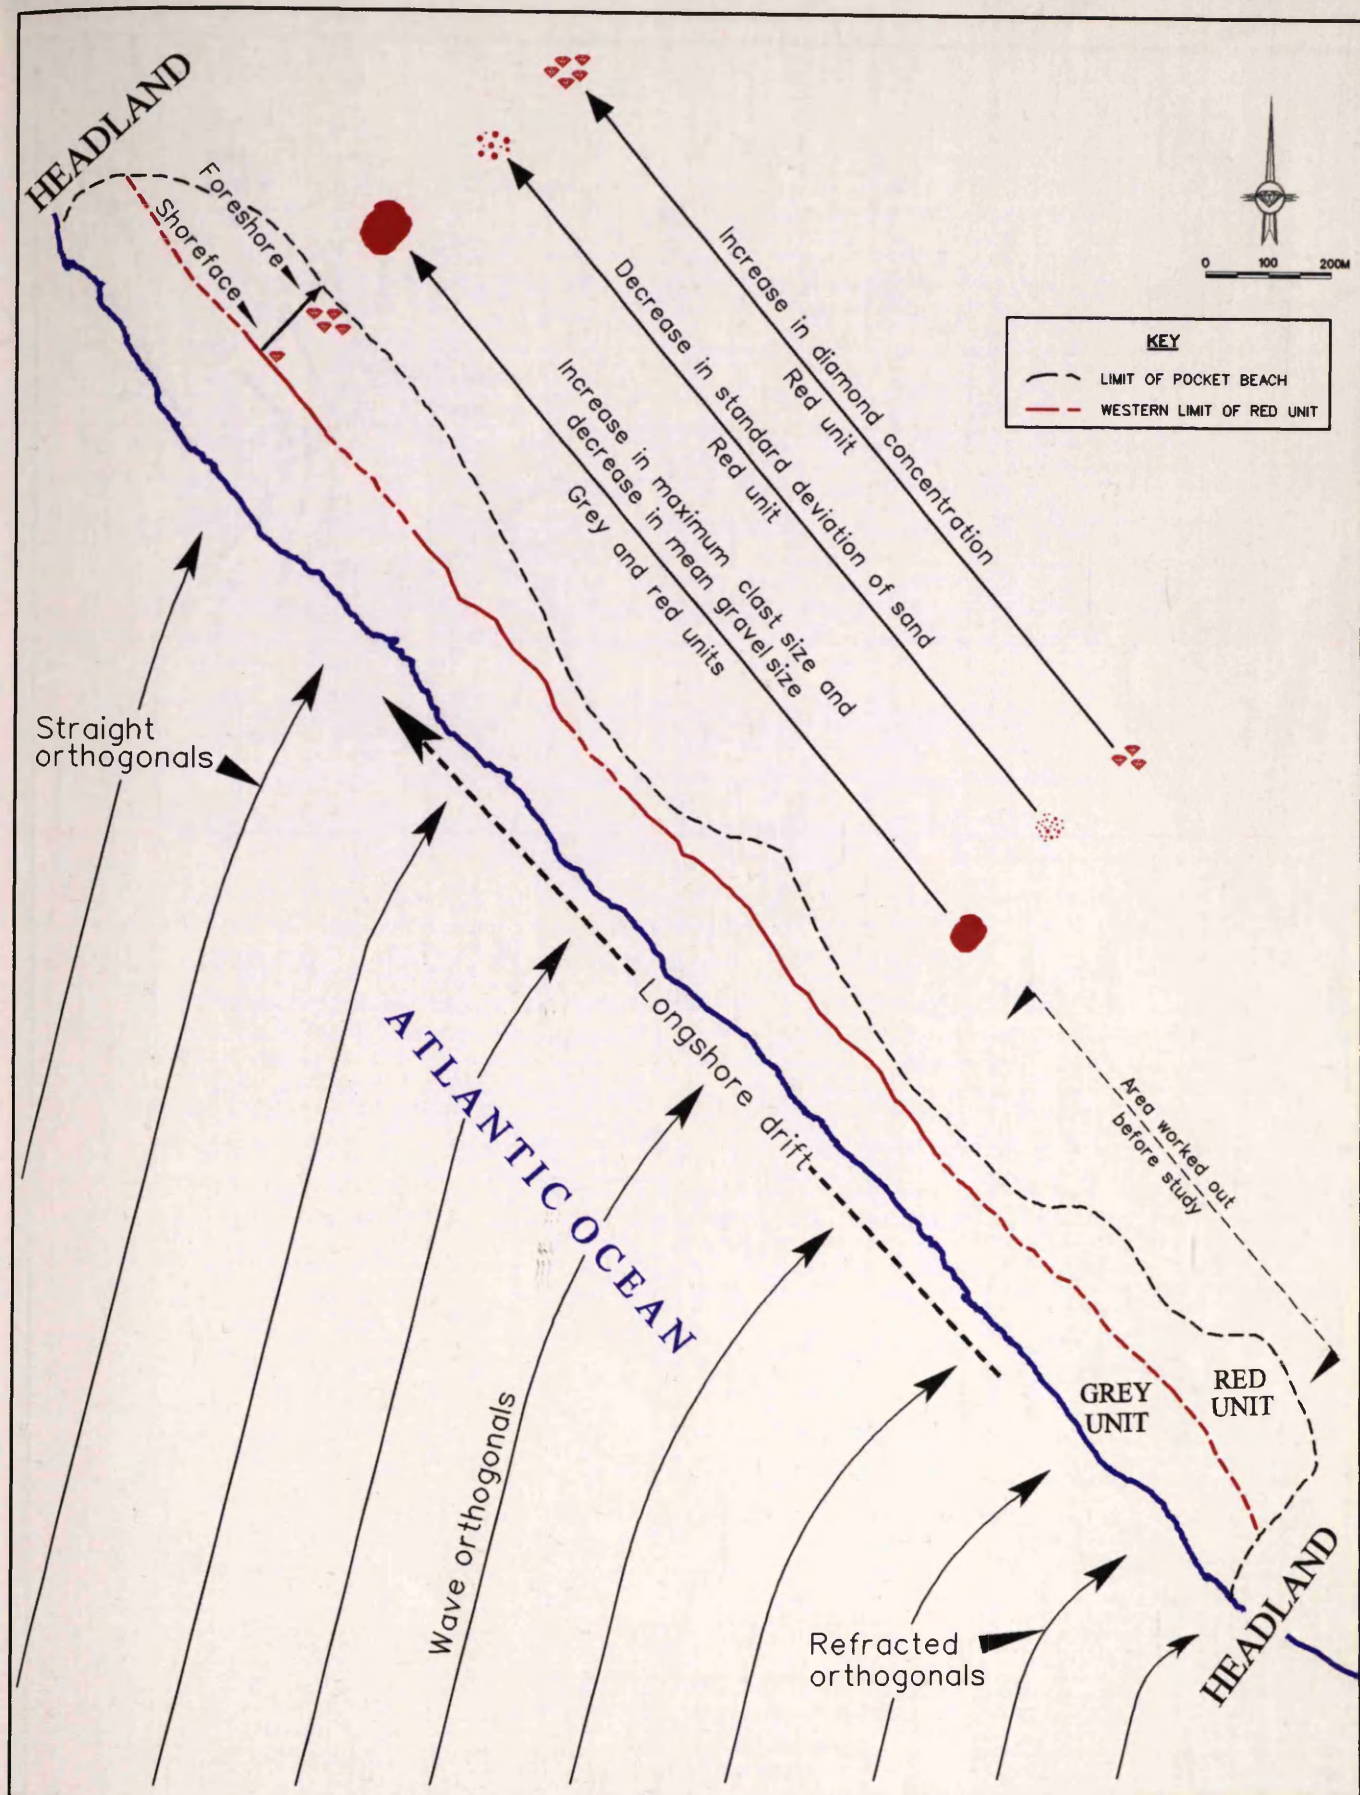 HEADLAND
Foreshore
Shoreface
Increase in diamond concentration
Red unit
Decrease in standard deviation of sand
Red unit
Increase in maximum clast size and
decrease in mean gravel size
Grey and red units
0 100 200M
KEY
LIMIT OF POCKET BEACH
WESTERN LIMIT OF RED UNIT
Straight
orthogonals
Longshore drift
ATLANTIC OCEAN
Area worked out
before study
Wave orthogonals
GREY
UNIT
RED
UNIT
Refracted
orthogonals
HEADLAND